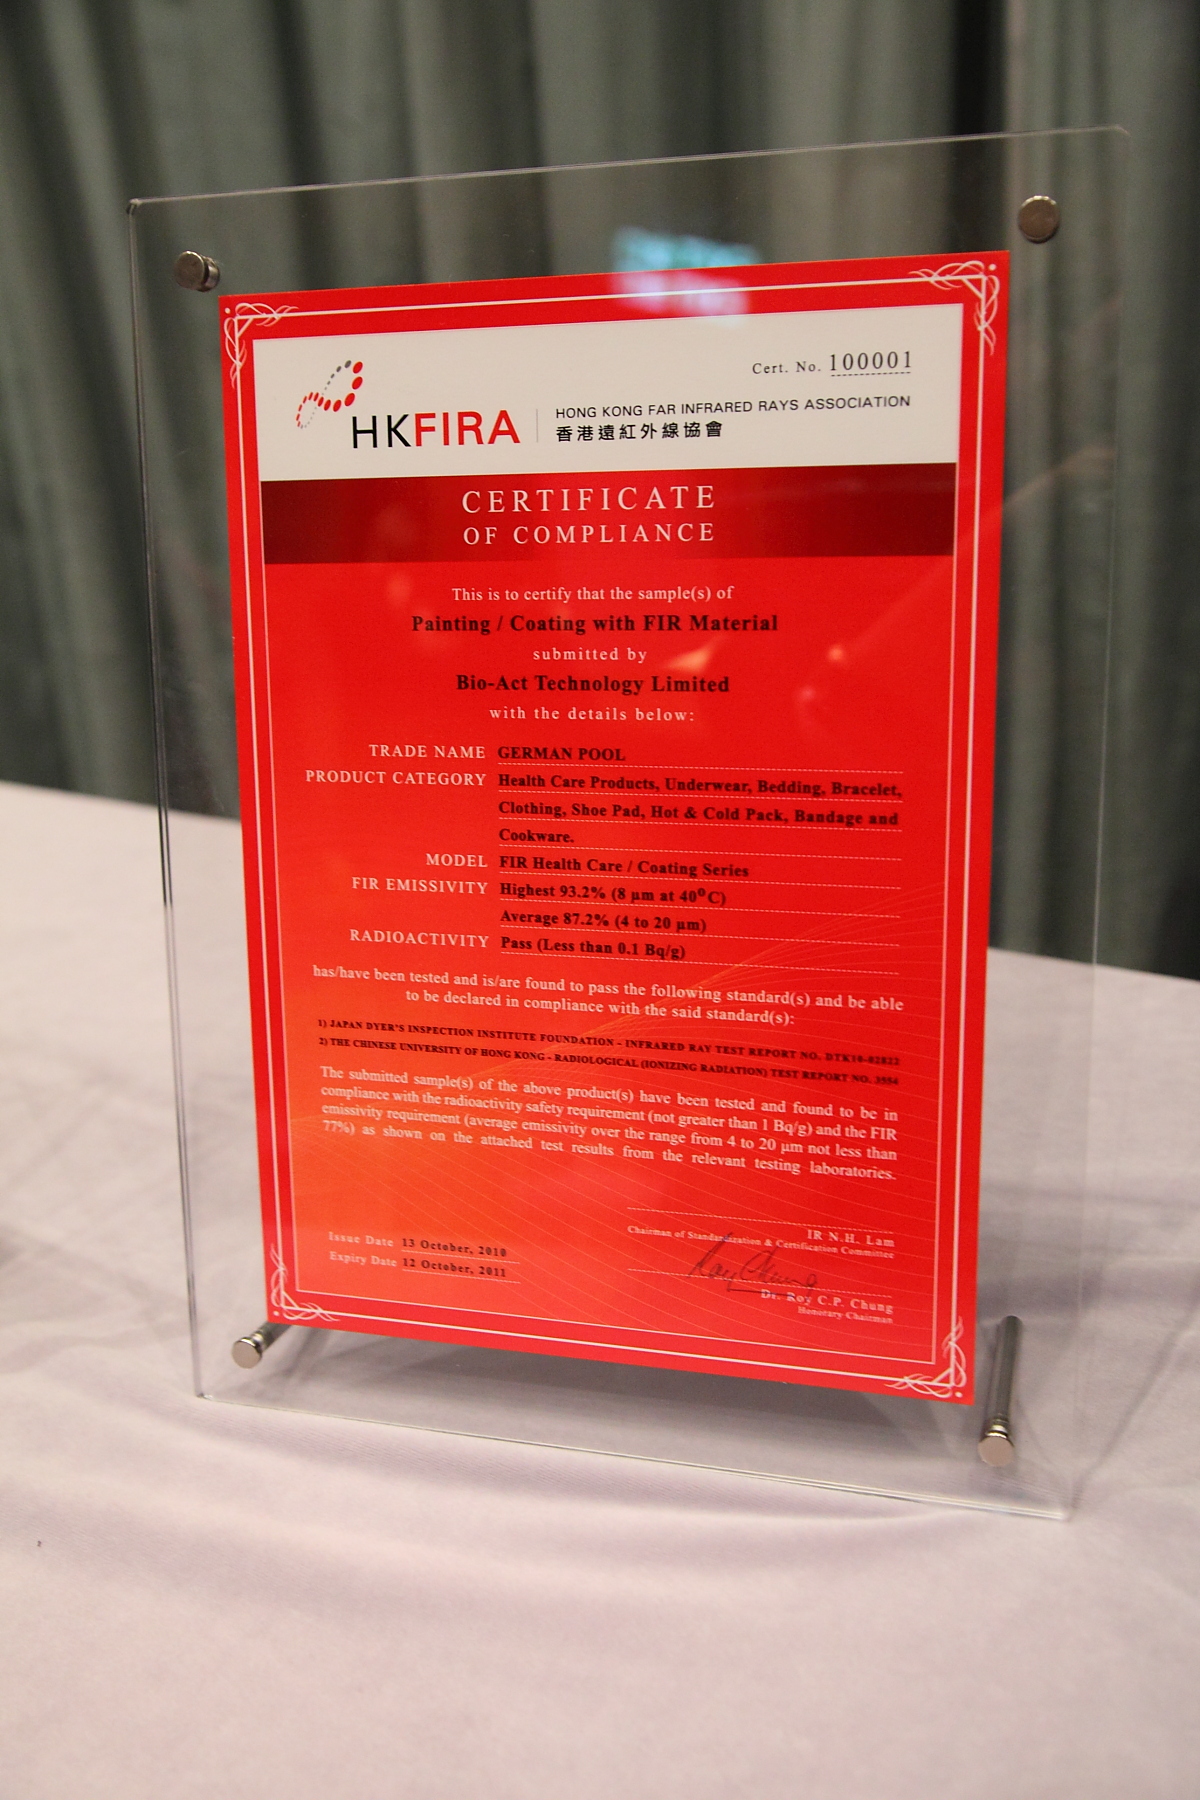 Cert. No. 100001
HKFIRA
HONG KONG FAR INFRARED RAYS ASSOCIATION
香港遠紅外線協會
CERTIFICATE
OF COMPLIANCE
This is to certify that the sample(s) of
Painting / Coating with FIR Material
submitted by
Bio-Act Technology Limited
with the details below:
TRADE NAME GERMAN POOL
PRODUCT CATEGORY Health Care Products, Underwear, Bedding, Bracelet,
Clothing, Shoe Pad, Hot & Cold Pack, Bandage and
Cookware.
MODEL FIR Health Care / Coating Series
FIR EMISSIVITY Highest 93.2% (8 µm at 40⁰C)
Average 87.2% (4 to 20 µm)
RADIOACTIVITY Pass (Less than 0.1 Bq/g)
has/have been tested and is/are found to pass the following standard(s) and be able
to be declared in compliance with the said standard(s):
1) JAPAN DYER'S INSPECTION INSTITUTE FOUNDATION - INFRARED RAY TEST REPORT NO.
2) THE CHINESE UNIVERSITY OF HONG KONG - RADIOLOGICAL (IONIZING RADIATION) TEST REPORT NO.
The submitted sample(s) of the above product(s) have been tested and found to be in
compliance with the radioactivity safety requirement (not greater than 1 Bq/g) and the FIR
emissivity requirement (average emissivity over the range from 4 to 20 µm not less than
77%) as shown on the attached test results from the relevant testing laboratories.
IR N.H. Lam
Chairman of Standardization & Certification Committee
Issue Date 13 October, 2010
Expiry Date 12 October, 2011
Roy Chung
Dr. Roy C.P. Chung
Honorary Chairman